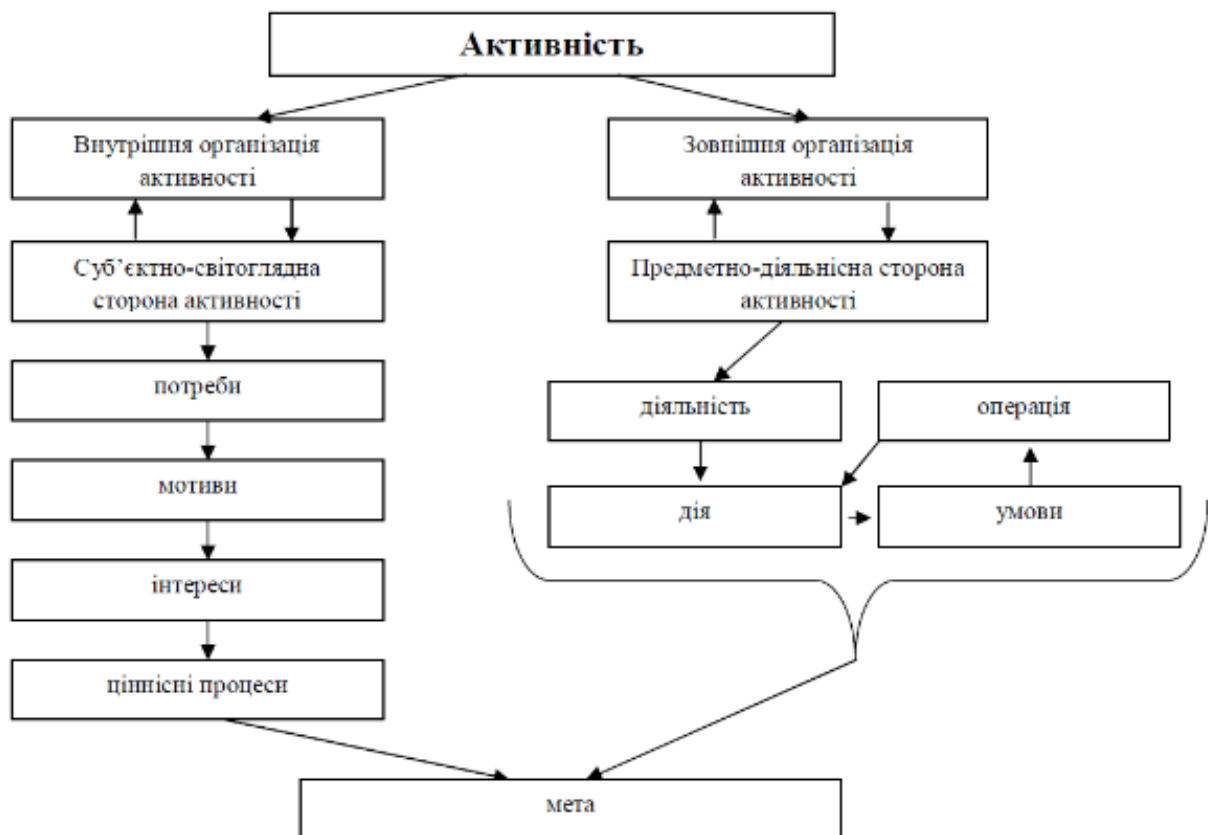 Активність
Внутрішня організація
активності
Зовнішня організація
активності
Суб’єктно-світоглядна
сторона активності
Предметно-діяльнісна сторона
активності
потреби
діяльність
операція
мотиви
дія
умови
інтереси
ціннісні процеси
мета